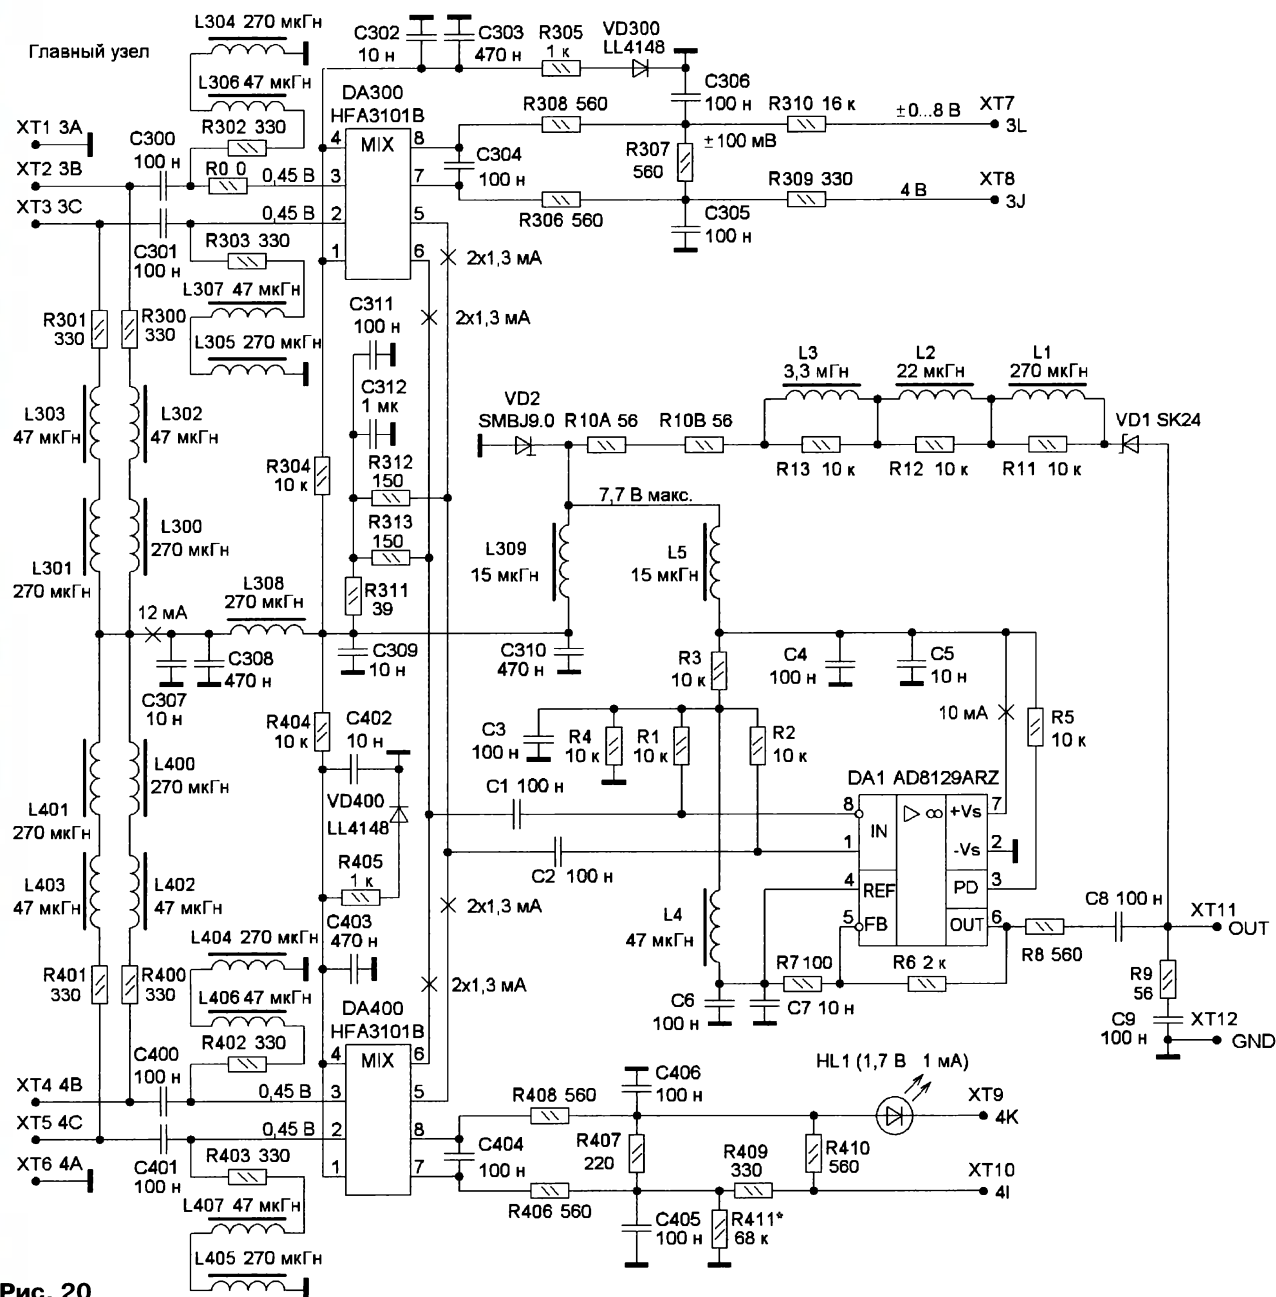 Главный узел
L304 270 мкГн
L306 47 мкГн
R302 330
XT1 3A
XT2 3B
XT3 3C
C300
100 н
R0 0
0,45 В
0,45 В
C301
100 н
R303 330
L307 47 мкГн
L305 270 мкГн
C302
10 н
C303
470 н
R305
1 к
VD300
LL4148
DA300
HFA3101B
MIX
4
3
2
1
8
7
5
6
R308 560
C304
100 н
R306 560
C306
100 н
±100 мВ
R307
560
C305
100 н
R310 16 к
±0...8 В
XT7
3L
R309 330
4 В
XT8
3J
2x1,3 мА
2x1,3 мА
R301
330
R300
330
L303
47 мкГн
L302
47 мкГн
L301
270 мкГн
L300
270 мкГн
C311
100 н
C312
1 мк
R304
10 к
R312
150
R313
150
R311
39
12 мА
L308
270 мкГн
C307
10 н
C308
470 н
C309
10 н
C310
470 н
VD2
SMBJ9.0
R10A 56
R10B 56
L3
3,3 мГн
L2
22 мкГн
L1
270 мкГн
R13 10 к
R12 10 к
R11 10 к
VD1 SK24
7,7 В макс.
L309
15 мкГн
L5
15 мкГн
R3
10 к
C4
100 н
C5
10 н
10 мА
R5
10 к
C3
100 н
R4
10 к
R1
10 к
R2
10 к
C1 100 н
C2 100 н
DA1 AD8129ARZ
8
1
4
5
IN
REF
FB
▷ ∞
+Vs
-Vs
PD
OUT
7
2
3
6
L4
47 мкГн
C6
100 н
C7 10 н
R7 100
R6 2 к
R8 560
C8 100 н
XT11
OUT
R9
56
C9
100 н
XT12
GND
R404
10 к
C402
10 н
VD400
LL4148
R405
1 к
C403
470 н
L401
270 мкГн
L400
270 мкГн
L403
47 мкГн
L402
47 мкГн
R401
330
R400
330
2x1,3 мА
2x1,3 мА
L404 270 мкГн
L406 47 мкГн
R402 330
C400
100 н
XT4 4B
XT5 4C
XT6 4A
0,45 В
0,45 В
C401
100 н
R403 330
L407 47 мкГн
L405 270 мкГн
DA400
HFA3101B
MIX
4
3
2
1
6
5
8
7
R408 560
C404
100 н
R406 560
C406
100 н
R407
220
C405
100 н
R409
330
R411*
68 к
R410
560
HL1 (1,7 В 1 мА)
XT9
4K
XT10
4I
Рис. 20